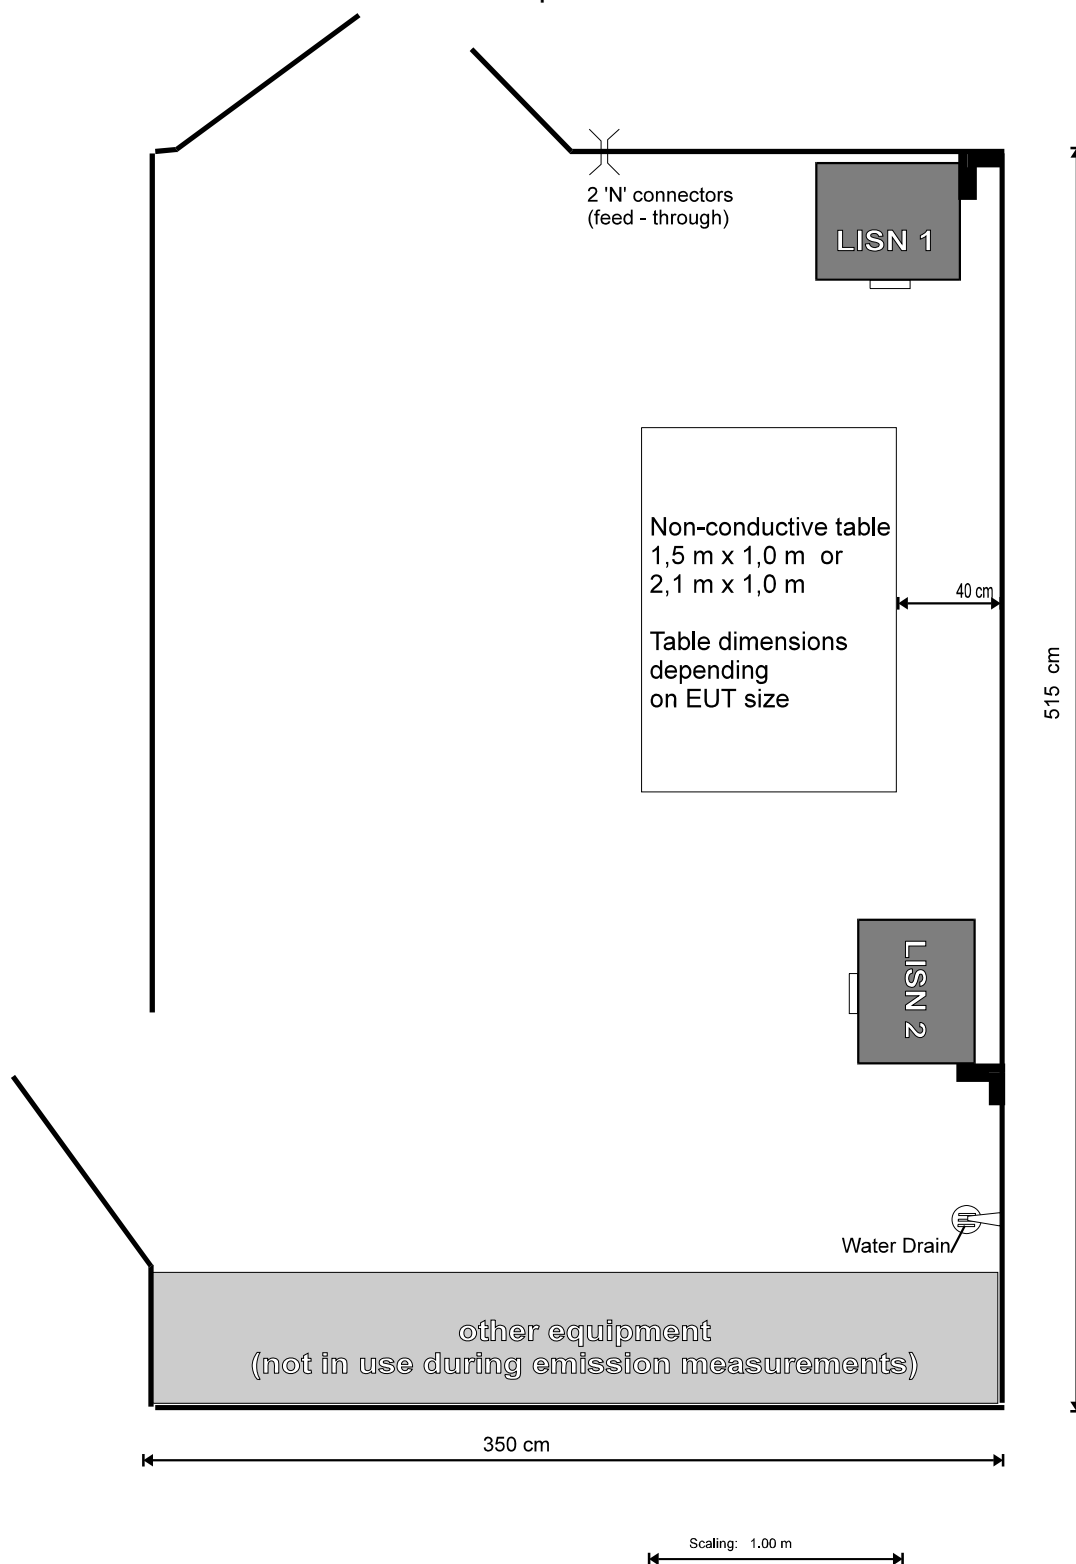 2 'N' connectors
(feed - through)
LISN 1
Non-conductive table
1,5 m x 1,0 m  or
2,1 m x 1,0 m
Table dimensions
depending
on EUT size
40 cm
515  cm
LISN 2
Water Drain
other equipment
(not in use during emission measurements)
350 cm
Scaling:   1.00 m